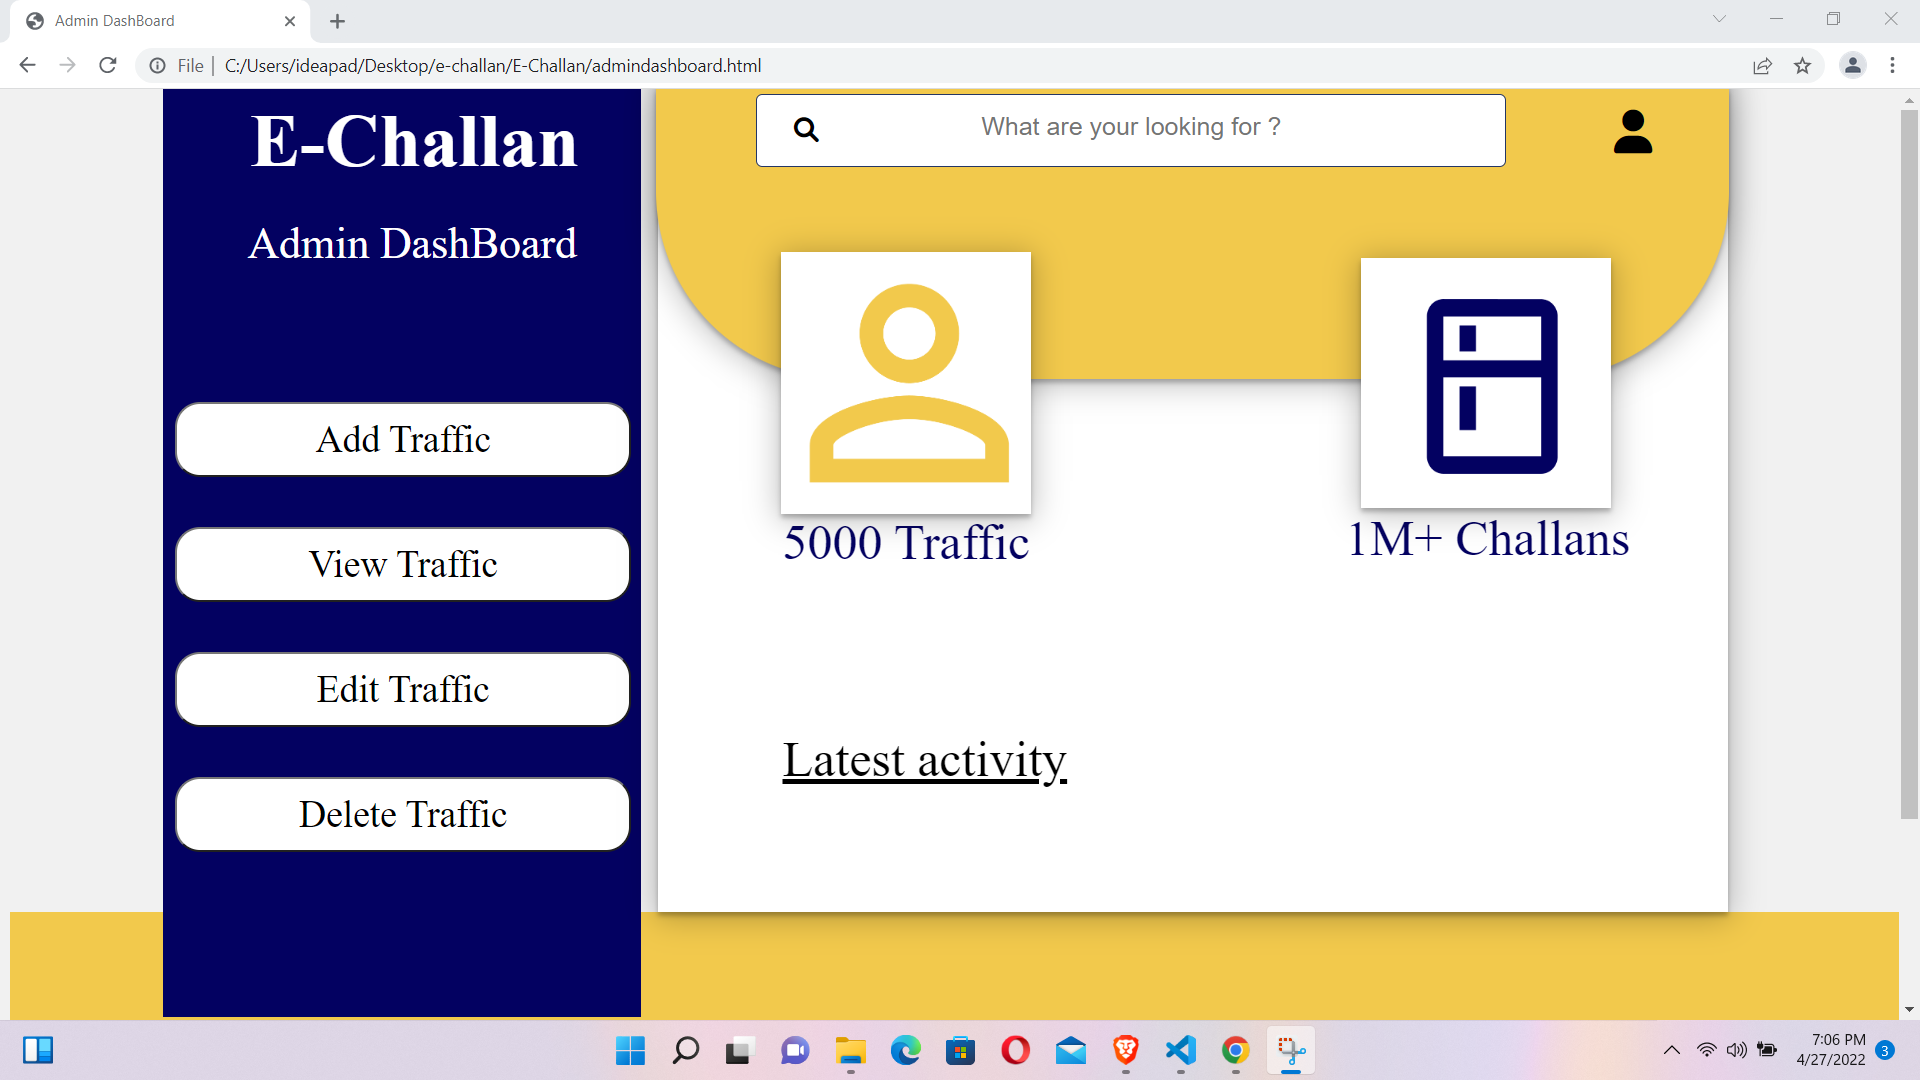 Admin DashBoard
File
C:/Users/ideapad/Desktop/e-challan/E-Challan/admindashboard.html
E-Challan
Admin DashBoard
Add Traffic
View Traffic
Edit Traffic
Delete Traffic
What are your looking for ?
5000 Traffic
1M+ Challans
Latest activity
7:06 PM
4/27/2022
3